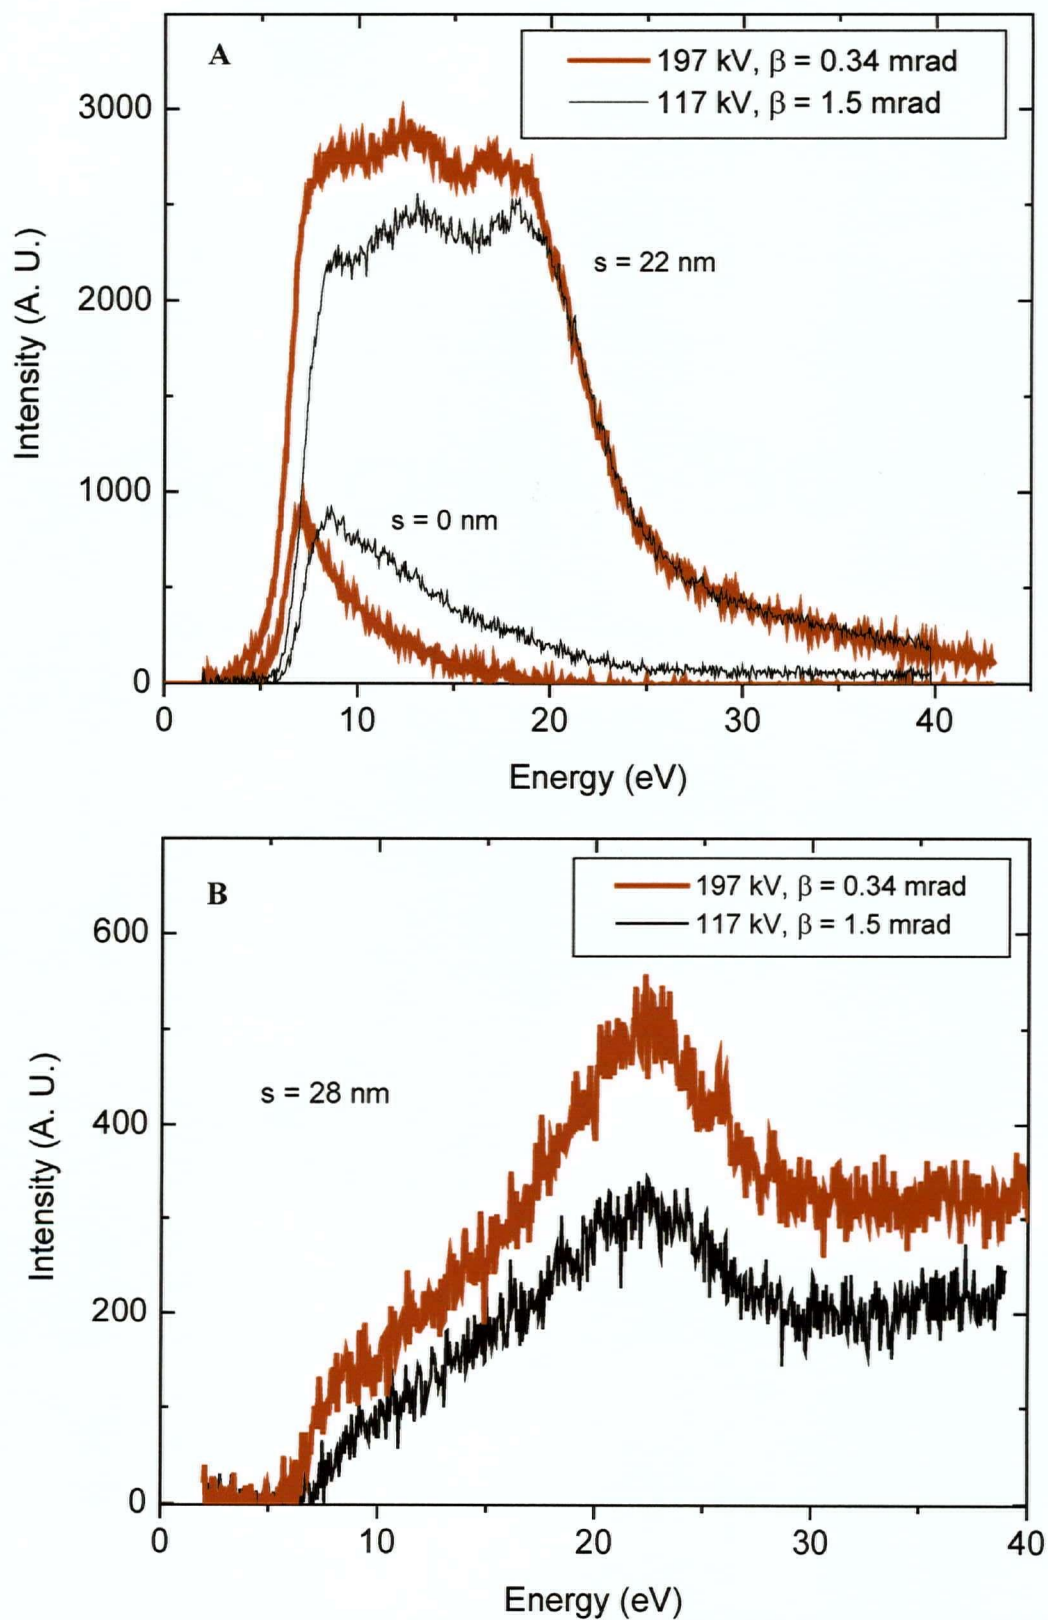 A
197 kV, β = 0.34 mrad
117 kV, β = 1.5 mrad
3000
2000
1000
0
Intensity (A. U.)
s = 22 nm
s = 0 nm
0 10 20 30 40
Energy (eV)
B
197 kV, β = 0.34 mrad
117 kV, β = 1.5 mrad
600
400
200
0
Intensity (A. U.)
s = 28 nm
0 10 20 30 40
Energy (eV)